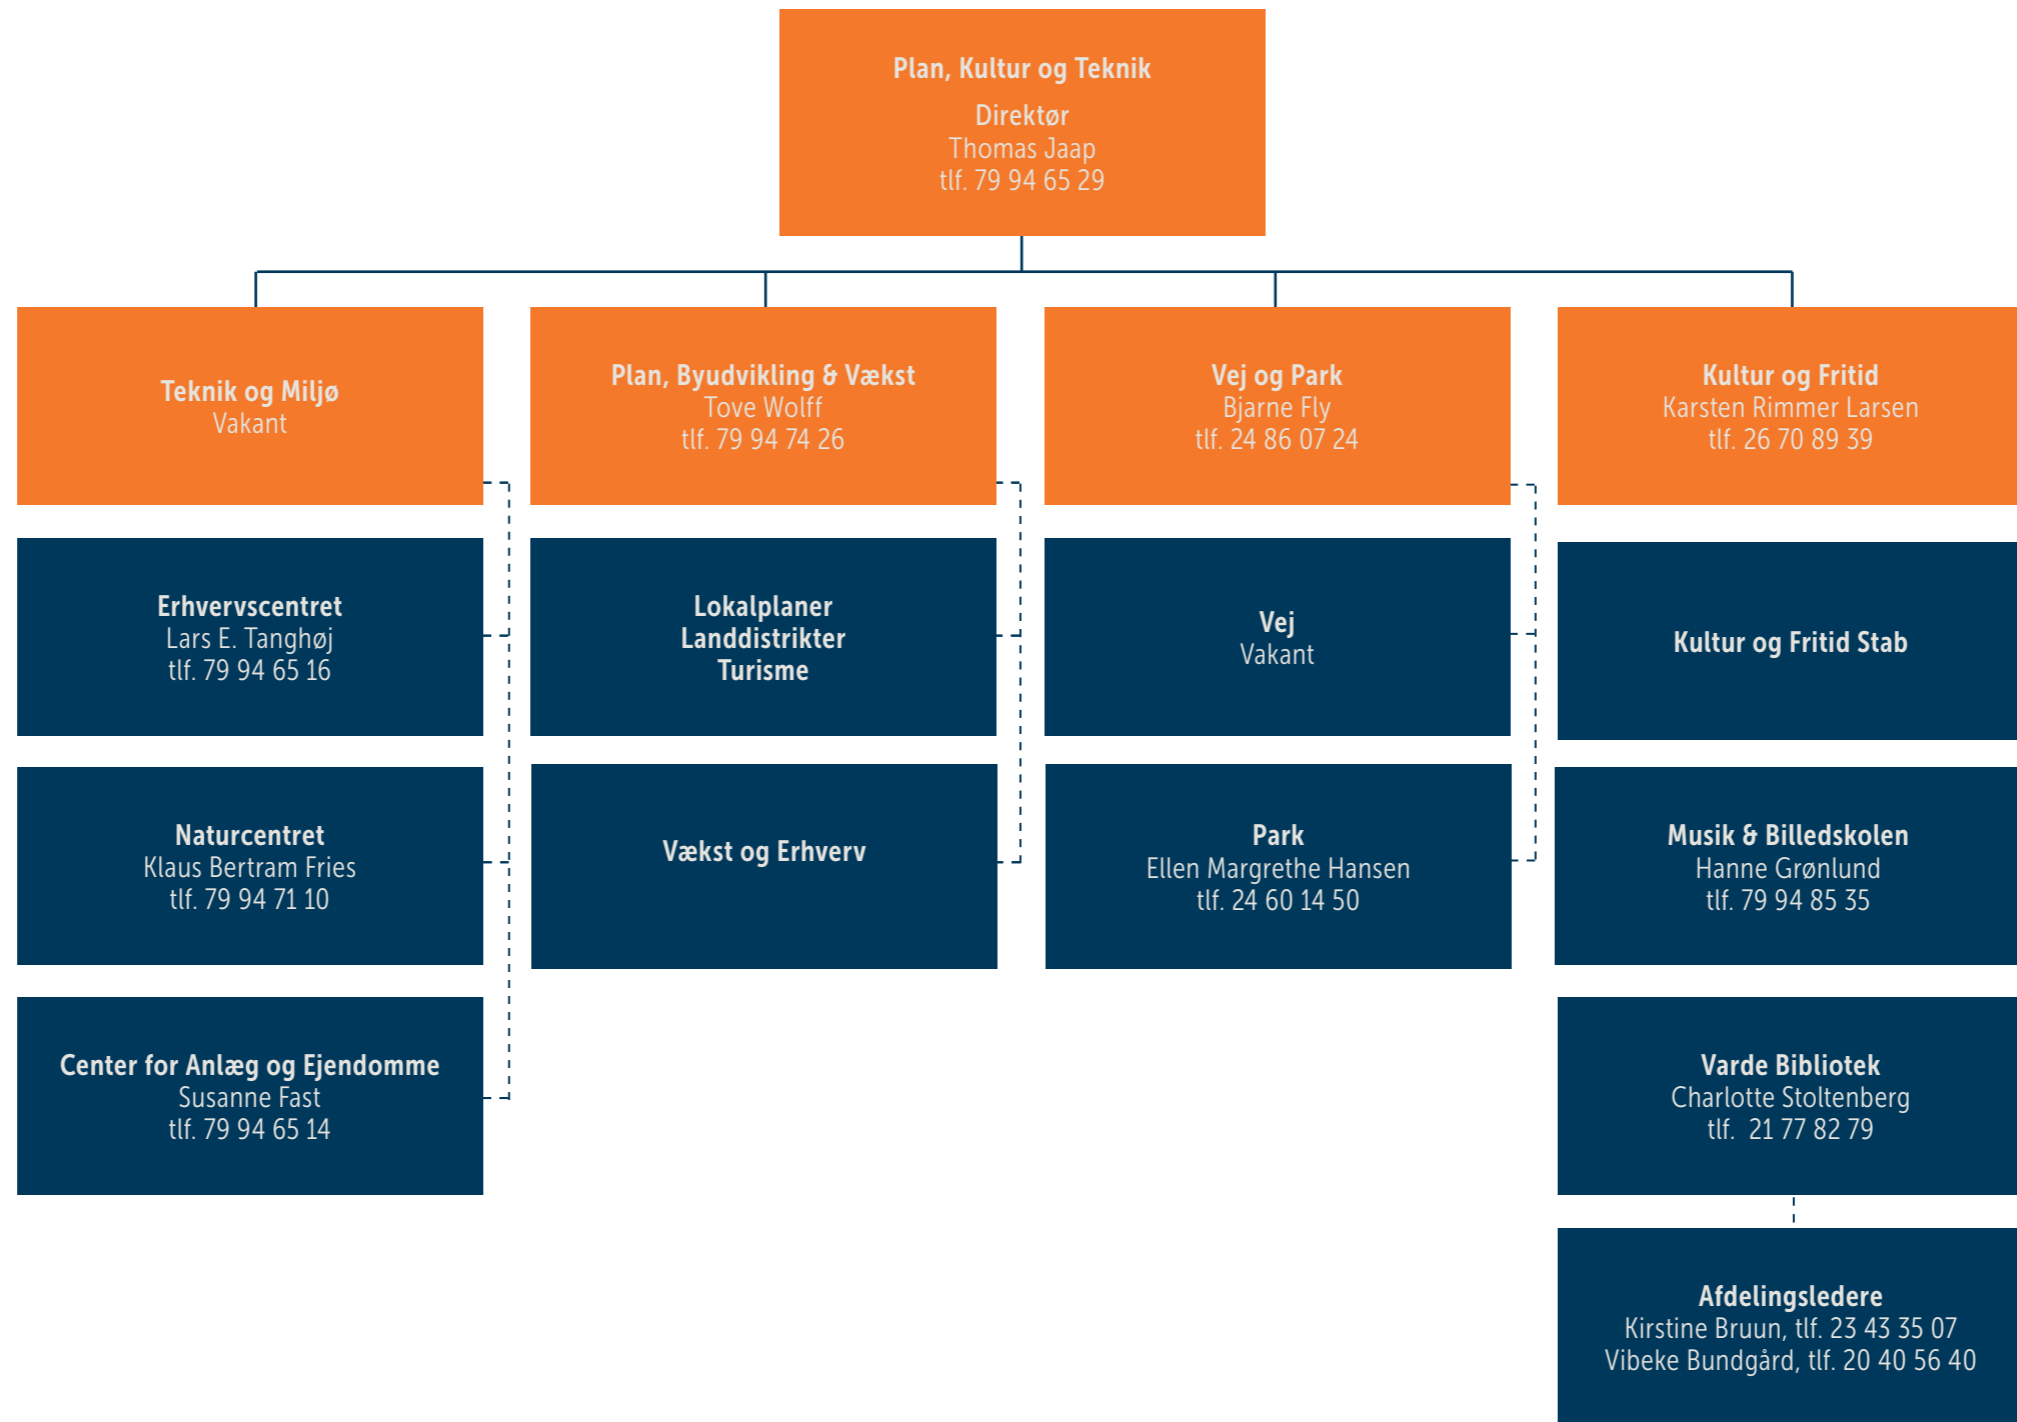 Plan, Kultur og Teknik
Direktør
Thomas Jaap
tlf. 79 94 65 29
Teknik og Miljø
Vakant
Plan, Byudvikling & Vækst
Tove Wolff
tlf. 79 94 74 26
Vej og Park
Bjarne Fly
tlf. 24 86 07 24
Kultur og Fritid
Karsten Rimmer Larsen
tlf. 26 70 89 39
Erhvervscentret
Lars E. Tanghøj
tlf. 79 94 65 16
Lokalplaner
Landdistrikter
Turisme
Vej
Vakant
Kultur og Fritid Stab
Naturcentret
Klaus Bertram Fries
tlf. 79 94 71 10
Vækst og Erhverv
Park
Ellen Margrethe Hansen
tlf. 24 60 14 50
Musik & Billedskolen
Hanne Grønlund
tlf. 79 94 85 35
Center for Anlæg og Ejendomme
Susanne Fast
tlf. 79 94 65 14
Varde Bibliotek
Charlotte Stoltenberg
tlf. 21 77 82 79
Afdelingsledere
Kirstine Bruun, tlf. 23 43 35 07
Vibeke Bundgård, tlf. 20 40 56 40